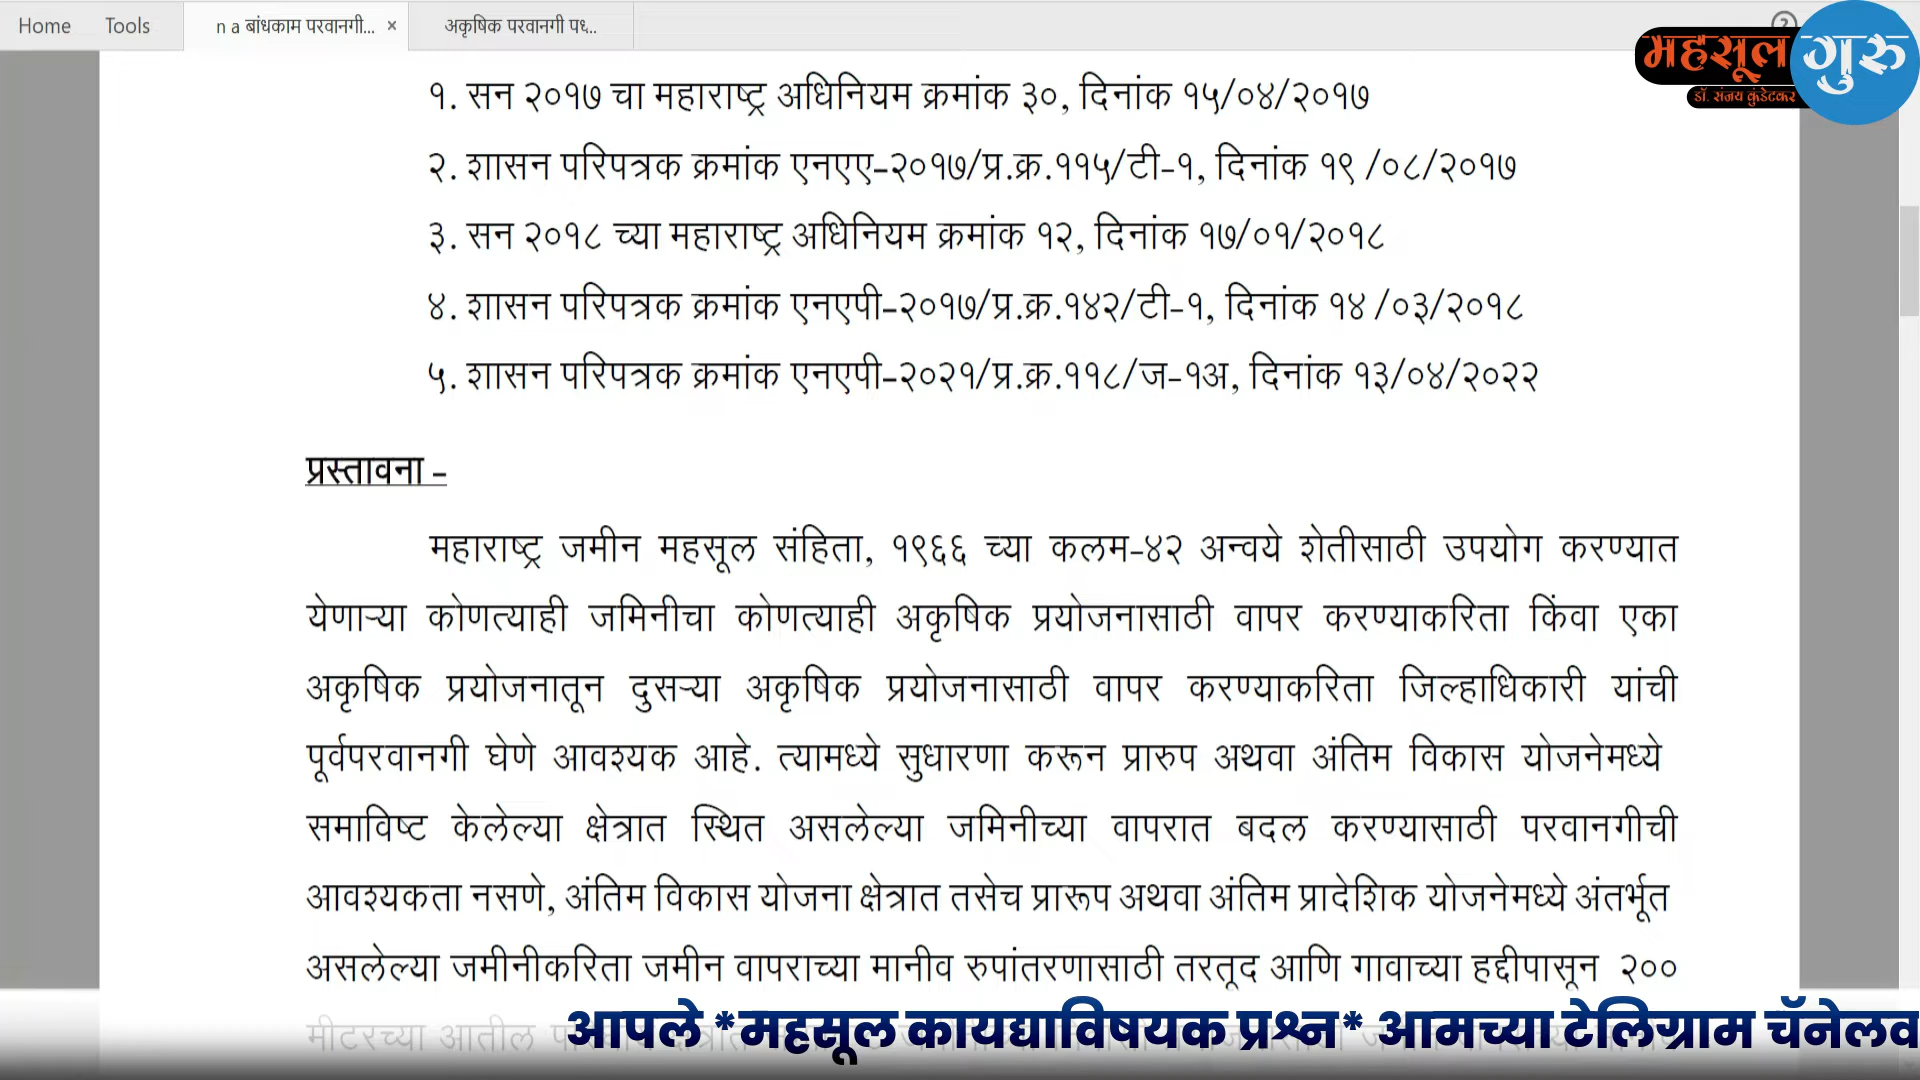 Home Tools n a बांधकाम परवानगी... × अकृषिक परवानगी पध..
महसूल गुरु
डॉ. संजय कुंडेटकर
१. सन २०१७ चा महाराष्ट्र अधिनियम क्रमांक ३०, दिनांक १५/०४/२०१७
२. शासन परिपत्रक क्रमांक एनएए-२०१७/प्र.क्र.११५/टी-१, दिनांक १९ /०८/२०१७
३. सन २०१८ च्या महाराष्ट्र अधिनियम क्रमांक १२, दिनांक १७/०१/२०१८
४. शासन परिपत्रक क्रमांक एनएपी-२०१७/प्र.क्र.१४२/टी-१, दिनांक १४ /०३/२०१८
५. शासन परिपत्रक क्रमांक एनएपी-२०२१/प्र.क्र.११८/ज-१अ, दिनांक १३/०४/२०२२
प्रस्तावना -
महाराष्ट्र जमीन महसूल संहिता, १९६६ च्या कलम-४२ अन्वये शेतीसाठी उपयोग करण्यात
येणाऱ्या कोणत्याही जमिनीचा कोणत्याही अकृषिक प्रयोजनासाठी वापर करण्याकरिता किंवा एका
अकृषिक प्रयोजनातून दुसऱ्या अकृषिक प्रयोजनासाठी वापर करण्याकरिता जिल्हाधिकारी यांची
पूर्वपरवानगी घेणे आवश्यक आहे. त्यामध्ये सुधारणा करून प्रारुप अथवा अंतिम विकास योजनेमध्ये
समाविष्ट केलेल्या क्षेत्रात स्थित असलेल्या जमिनीच्या वापरात बदल करण्यासाठी परवानगीची
आवश्यकता नसणे, अंतिम विकास योजना क्षेत्रात तसेच प्रारूप अथवा अंतिम प्रादेशिक योजनेमध्ये अंतर्भूत
असलेल्या जमीनीकरिता जमीन वापराच्या मानीव रुपांतरणासाठी तरतूद आणि गावाच्या हद्दीपासून २००
मीटरच्या आतील
आपले *महसूल कायद्याविषयक प्रश्न* आमच्या टेलिग्राम चॅनेलव